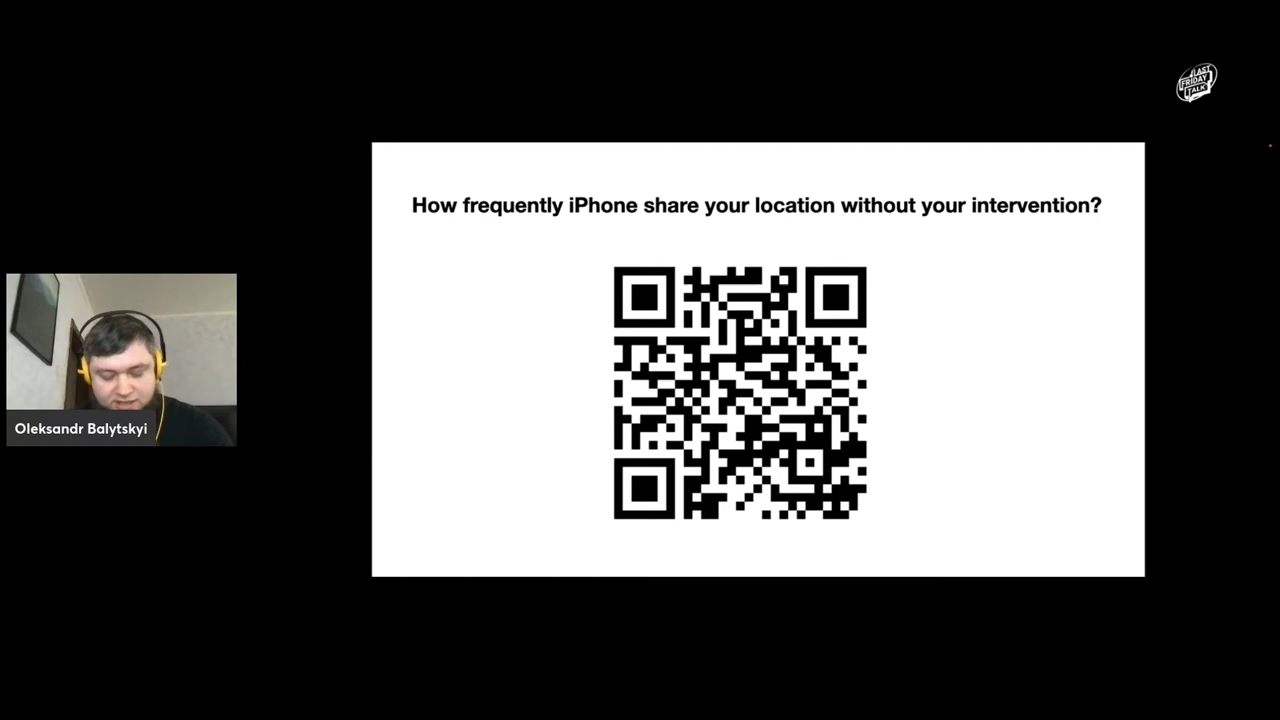 LAST
FRIDAY
TALK
How frequently iPhone share your location without your intervention?
Oleksandr Balytskyi